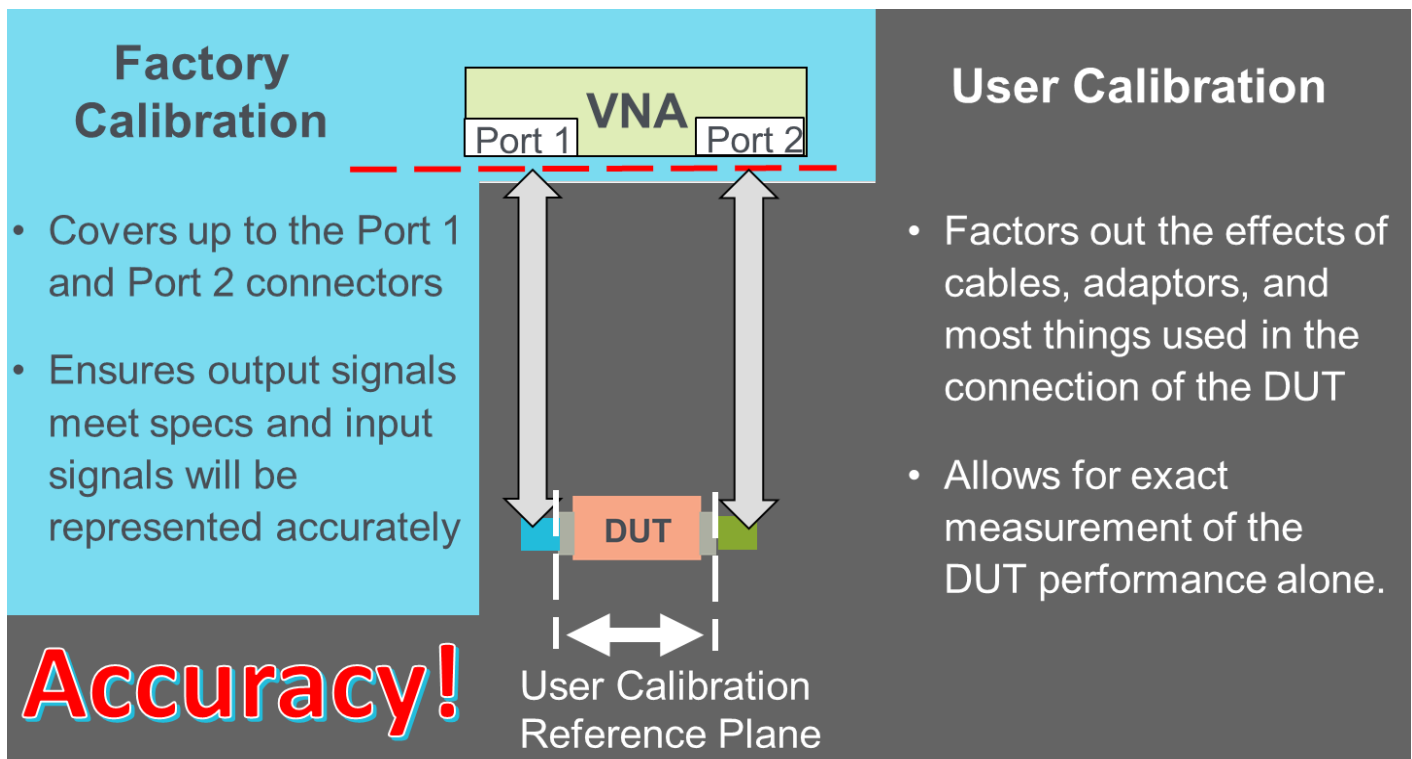 Factory
Calibration
• Covers up to the Port 1
and Port 2 connectors
• Ensures output signals
meet specs and input
signals will be
represented accurately
Accuracy!
VNA
Port 1
Port 2
DUT
User Calibration
Reference Plane
User Calibration
• Factors out the effects of
cables, adaptors, and
most things used in the
connection of the DUT
• Allows for exact
measurement of the
DUT performance alone.